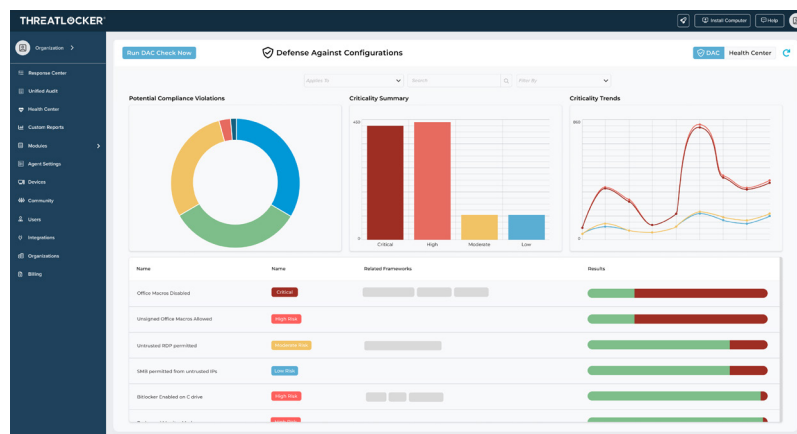 THREATLOCKER
Install Computer
Help
Organization
Run DAC Check Now
Defense Against Configurations
DAC
Health Center
Response Center
Unified Audit
Health Center
Custom Reports
Modules
Agent Settings
Devices
Community
Users
Integrations
Organizations
Billing
Applies To
Search
Filter By
Potential Compliance Violations
Criticality Summary
Criticality Trends
0
Critical
High
Moderate
Low
0
Name
Name
Related Frameworks
Results
Office Macros Disabled
Critical
Unsigned Office Macros Allowed
High Risk
Untrusted RDP permitted
Moderate Risk
SMB permitted from untrusted IPs
Low Risk
Bitlocker Enabled on C drive
High Risk